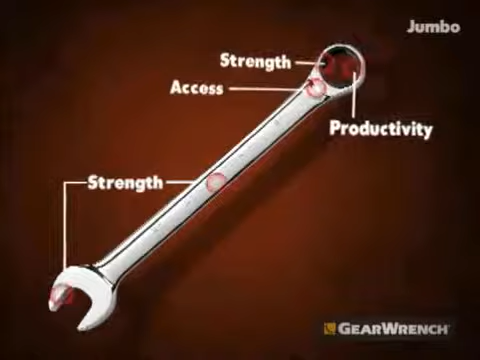 Jumbo
Strength
Access
Productivity
Strength
GEARWRENCH